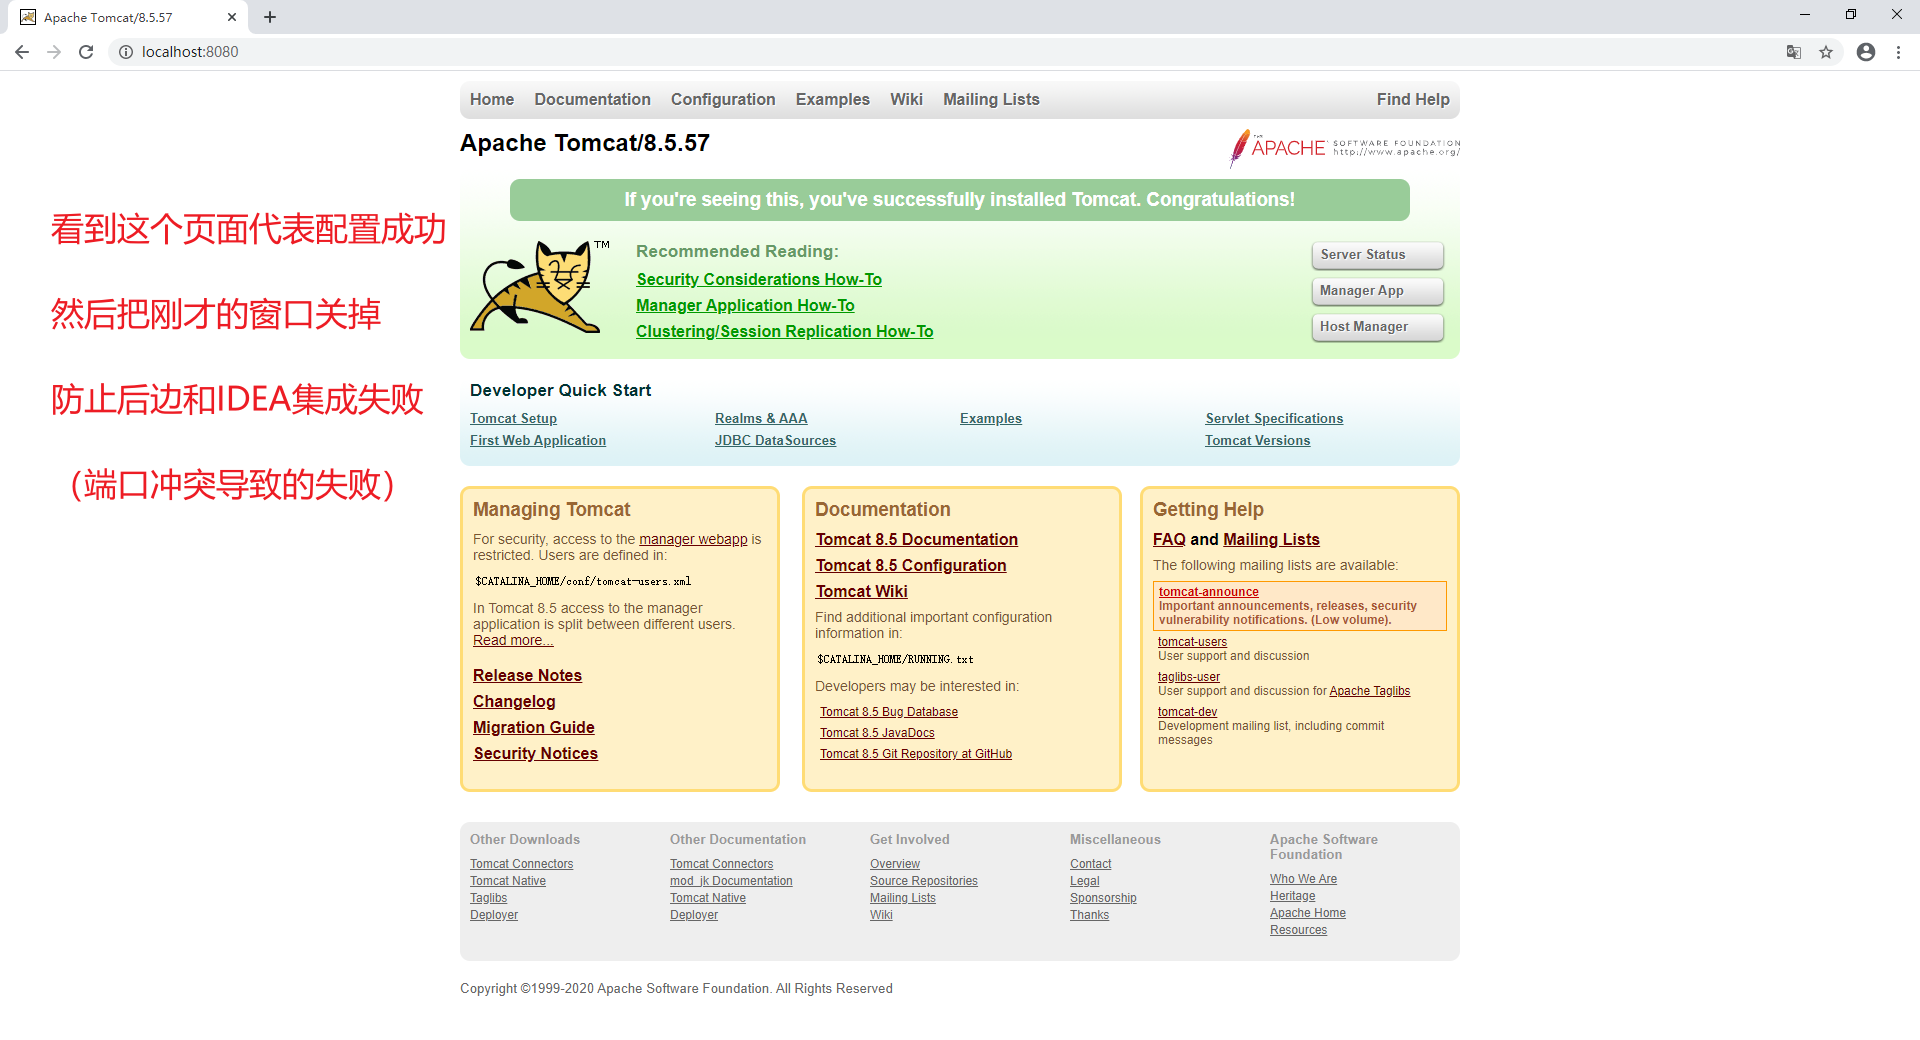 Apache Tomcat/8.5.57
localhost:8080
Home Documentation Configuration Examples Wiki Mailing Lists Find Help
Apache Tomcat/8.5.57
THE APACHE SOFTWARE FOUNDATION
http://www.apache.org/
If you're seeing this, you've successfully installed Tomcat. Congratulations!
看到这个页面代表配置成功
然后把刚才的窗口关掉
防止后边和IDEA集成失败
（端口冲突导致的失败）
TM
Recommended Reading:
Security Considerations How-To
Manager Application How-To
Clustering/Session Replication How-To
Server Status
Manager App
Host Manager
Developer Quick Start
Tomcat Setup Realms & AAA Examples Servlet Specifications
First Web Application JDBC DataSources Tomcat Versions
Managing Tomcat
For security, access to the manager webapp is
restricted. Users are defined in:
$CATALINA_HOME/conf/tomcat-users.xml
In Tomcat 8.5 access to the manager
application is split between different users.
Read more...
Release Notes
Changelog
Migration Guide
Security Notices
Documentation
Tomcat 8.5 Documentation
Tomcat 8.5 Configuration
Tomcat Wiki
Find additional important configuration
information in:
$CATALINA_HOME/RUNNING.txt
Developers may be interested in:
Tomcat 8.5 Bug Database
Tomcat 8.5 JavaDocs
Tomcat 8.5 Git Repository at GitHub
Getting Help
FAQ and Mailing Lists
The following mailing lists are available:
tomcat-announce
Important announcements, releases, security
vulnerability notifications. (Low volume).
tomcat-users
User support and discussion
taglibs-user
User support and discussion for Apache Taglibs
tomcat-dev
Development mailing list, including commit
messages
Other Downloads
Tomcat Connectors
Tomcat Native
Taglibs
Deployer
Other Documentation
Tomcat Connectors
mod_jk Documentation
Tomcat Native
Deployer
Get Involved
Overview
Source Repositories
Mailing Lists
Wiki
Miscellaneous
Contact
Legal
Sponsorship
Thanks
Apache Software
Foundation
Who We Are
Heritage
Apache Home
Resources
Copyright ©1999-2020 Apache Software Foundation. All Rights Reserved